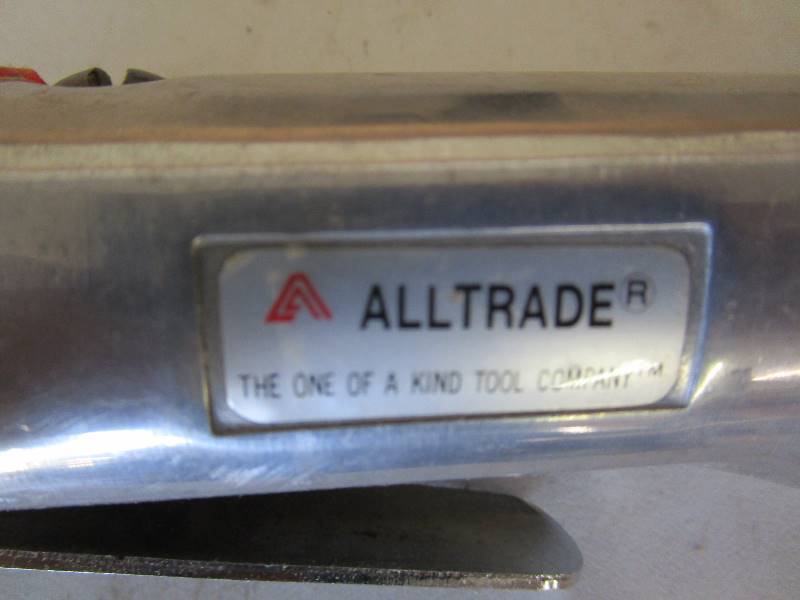 ALLTRADE®
THE ONE OF A KIND TOOL COMPANY™